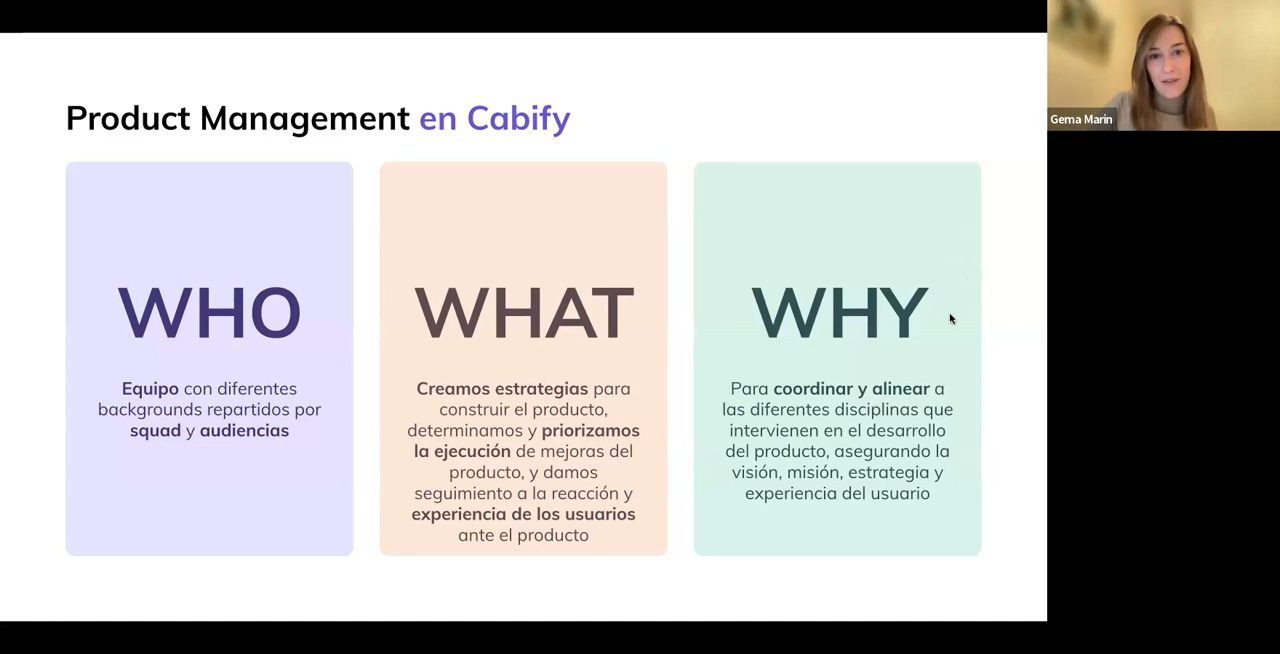 Product Management en Cabify
WHO
Equipo con diferentes
backgrounds repartidos por
squad y audiencias
WHAT
Creamos estrategias para
construir el producto,
determinamos y priorizamos
la ejecución de mejoras del
producto, y damos
seguimiento a la reacción y
experiencia de los usuarios
ante el producto
WHY
Para coordinar y alinear a
las diferentes disciplinas que
intervienen en el desarrollo
del producto, asegurando la
visión, misión, estrategia y
experiencia del usuario
Gema Marin